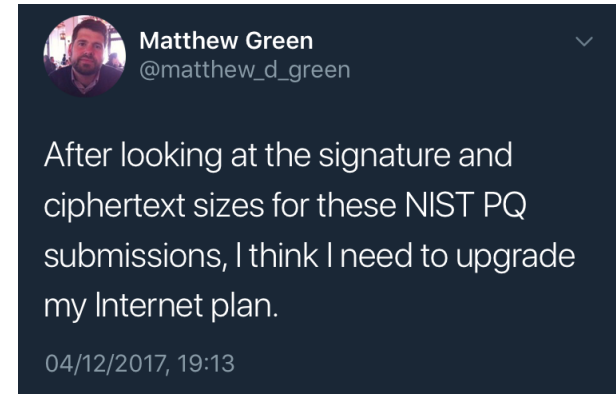 Matthew Green
@matthew_d_green
After looking at the signature and
ciphertext sizes for these NIST PQ
submissions, I think I need to upgrade
my Internet plan.
04/12/2017, 19:13